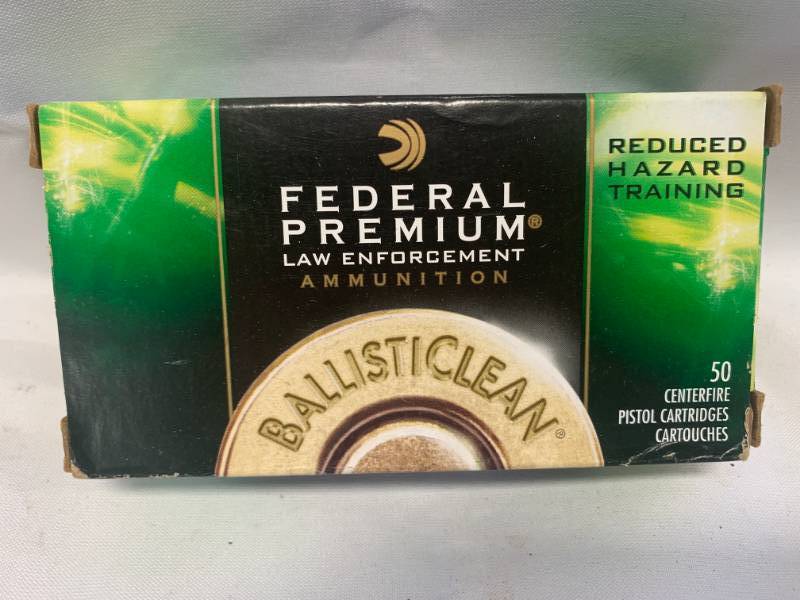 FEDERAL
PREMIUM®
LAW ENFORCEMENT
AMMUNITION
BALLISTICLEAN®
REDUCED
HAZARD
TRAINING
50
CENTERFIRE
PISTOL CARTRIDGES
CARTOUCHES